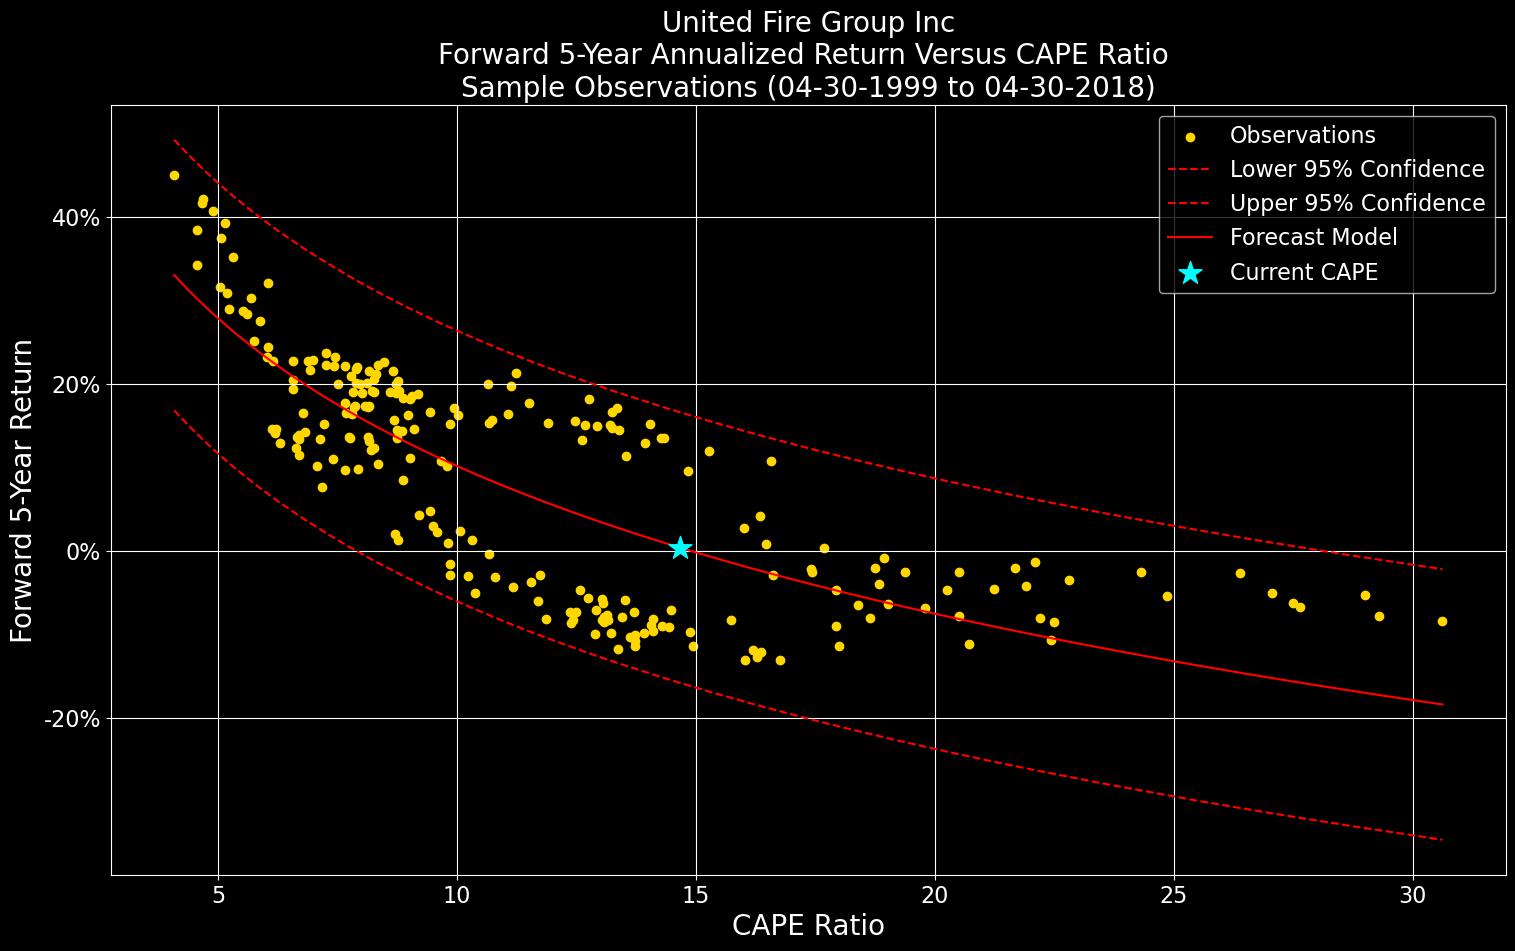 United Fire Group Inc
Forward 5-Year Annualized Return Versus CAPE Ratio
Sample Observations (04-30-1999 to 04-30-2018)
Observations
Lower 95% Confidence
Upper 95% Confidence
Forecast Model
Current CAPE
Forward 5-Year Return
40%
20%
0%
-20%
5
10
15
20
25
30
CAPE Ratio